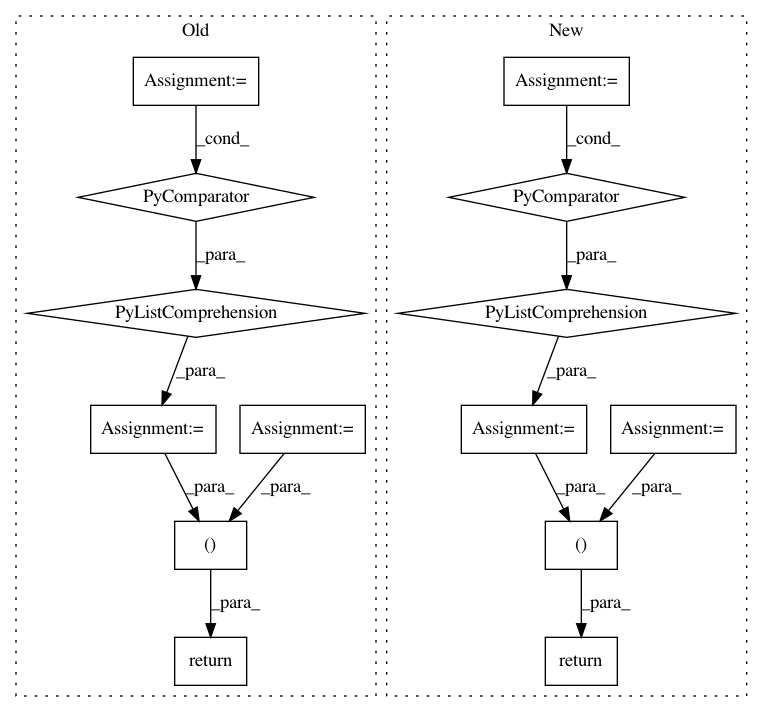 Old
New
Assignment:=
Assignment:=
_cond_
_cond_
PyComparator
PyComparator
_para_
_para_
PyListComprehension
PyListComprehension
_para_
_para_
Assignment:=
Assignment:=
Assignment:=
Assignment:=
_para_
_para_
_para_
_para_
()
()
_para_
_para_
return
return